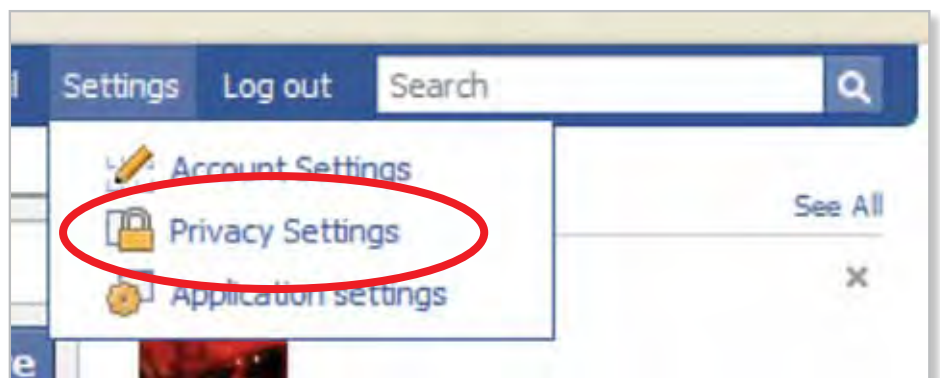 Settings Log out Search
Account Settings
See All
Privacy Settings
Application settings
e